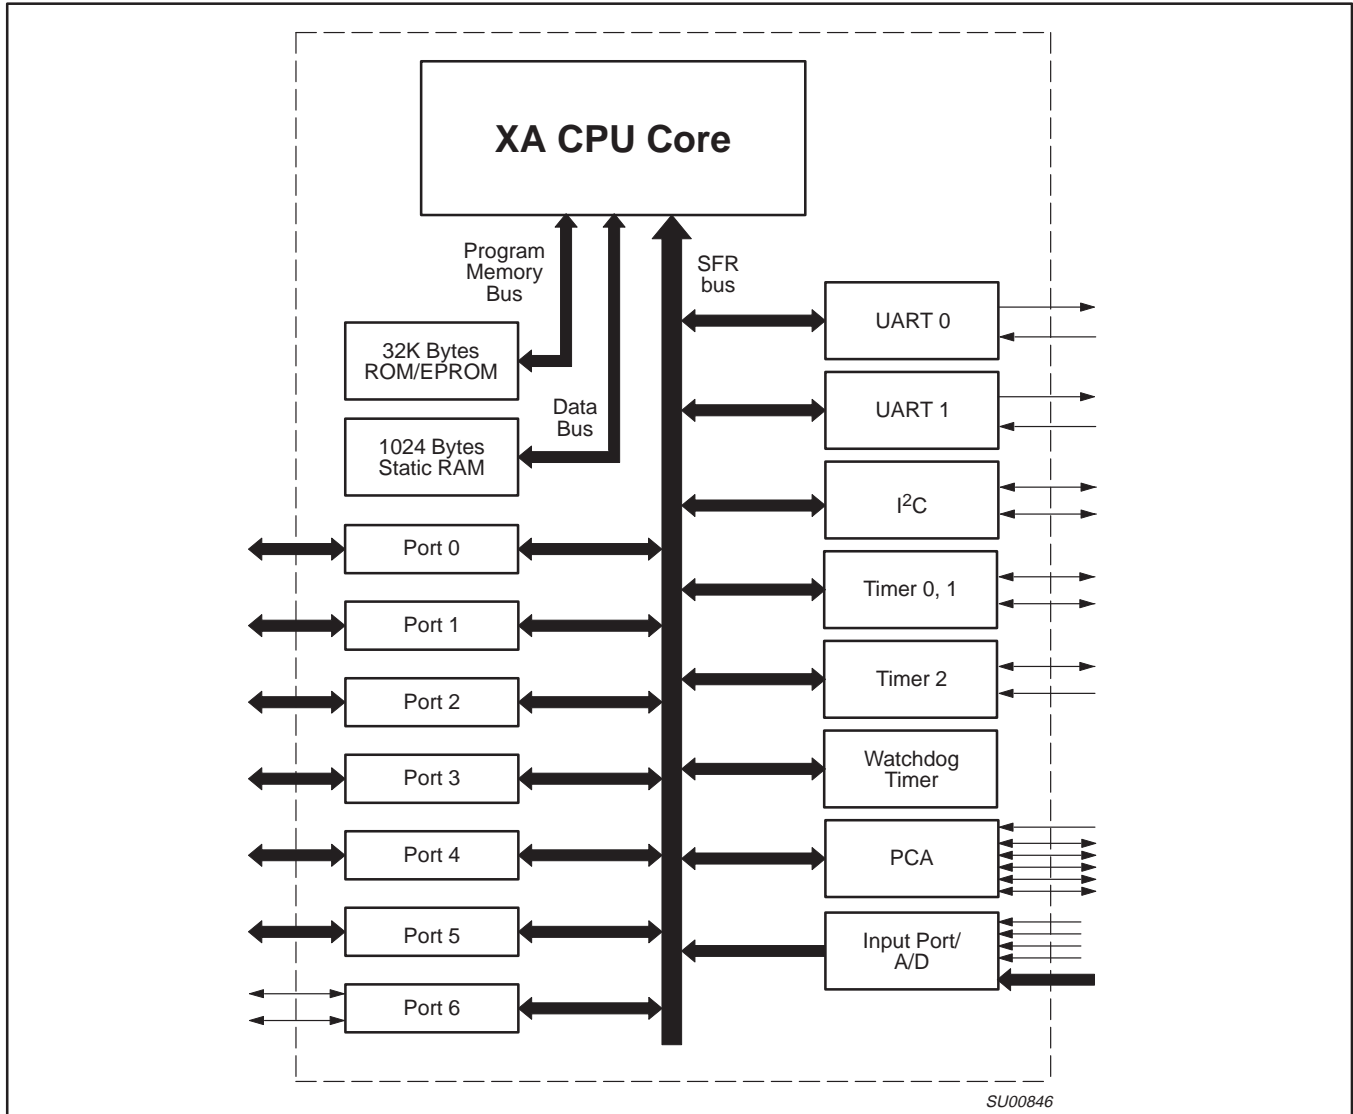 XA CPU Core
Program
Memory
Bus
SFR
bus
32K Bytes
ROM/EPROM
Data
Bus
1024 Bytes
Static RAM
UART 0
UART 1
I²C
Port 0
Timer 0, 1
Port 1
Timer 2
Port 2
Watchdog
Timer
Port 3
Port 4
PCA
Port 5
Input Port/
A/D
Port 6
SU00846